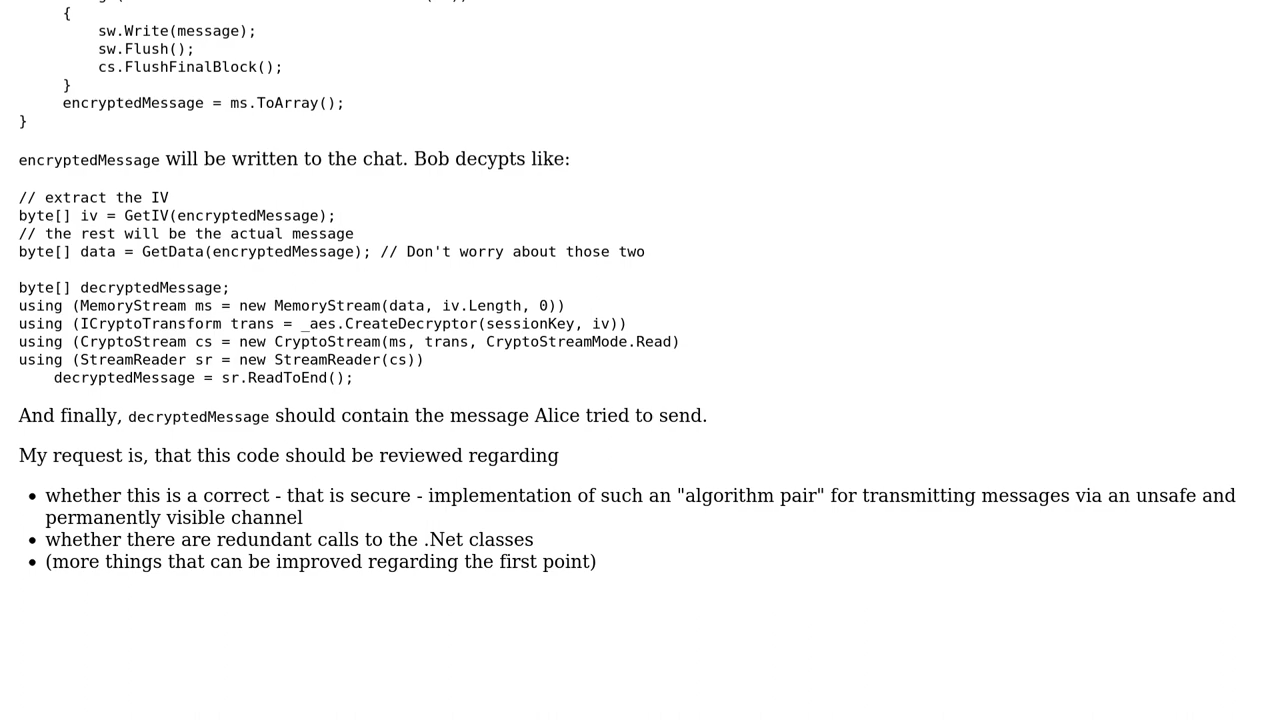 {
sw.Write(message);
sw.Flush();
cs.FlushFinalBlock();
}
encryptedMessage = ms.ToArray();
}
encryptedMessage will be written to the chat. Bob decypts like:
// extract the IV
byte[] iv = GetIV(encryptedMessage);
// the rest will be the actual message
byte[] data = GetData(encryptedMessage); // Don't worry about those two
byte[] decryptedMessage;
using (MemoryStream ms = new MemoryStream(data, iv.Length, 0))
using (ICryptoTransform trans = _aes.CreateDecryptor(sessionKey, iv))
using (CryptoStream cs = new CryptoStream(ms, trans, CryptoStreamMode.Read)
using (StreamReader sr = new StreamReader(cs))
decryptedMessage = sr.ReadToEnd();
And finally, decryptedMessage should contain the message Alice tried to send.
My request is, that this code should be reviewed regarding
• whether this is a correct - that is secure - implementation of such an "algorithm pair" for transmitting messages via an unsafe and
permanently visible channel
• whether there are redundant calls to the .Net classes
• (more things that can be improved regarding the first point)